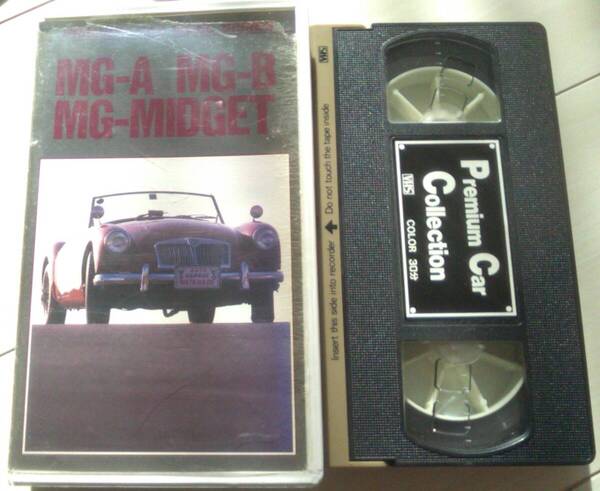 MG-A MG-B
MG-MIDGET
Premium Car
Collection
VHS
COLOR 30分
Insert this side into recorder
Do not touch the tape inside
VHS